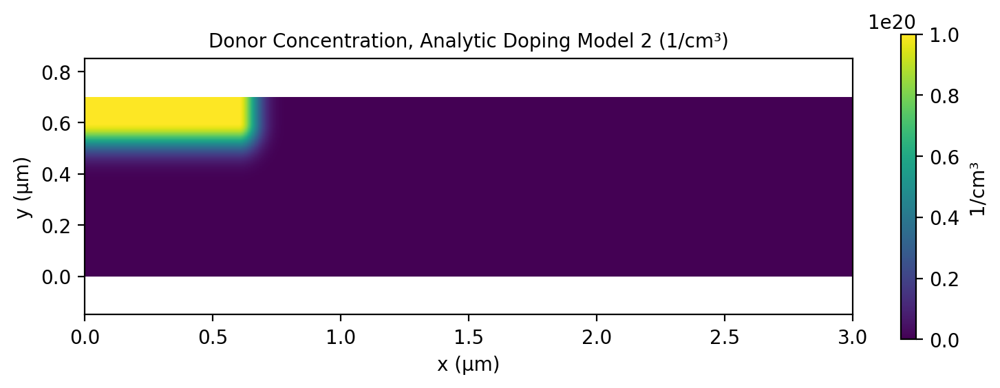 Donor Concentration, Analytic Doping Model 2 (1/cm³)
1e20
1.0
0.8
0.6
0.4
0.2
0.0
1/cm³
0.8
0.6
0.4
0.2
0.0
y (μm)
0.0 0.5 1.0 1.5 2.0 2.5 3.0
x (μm)